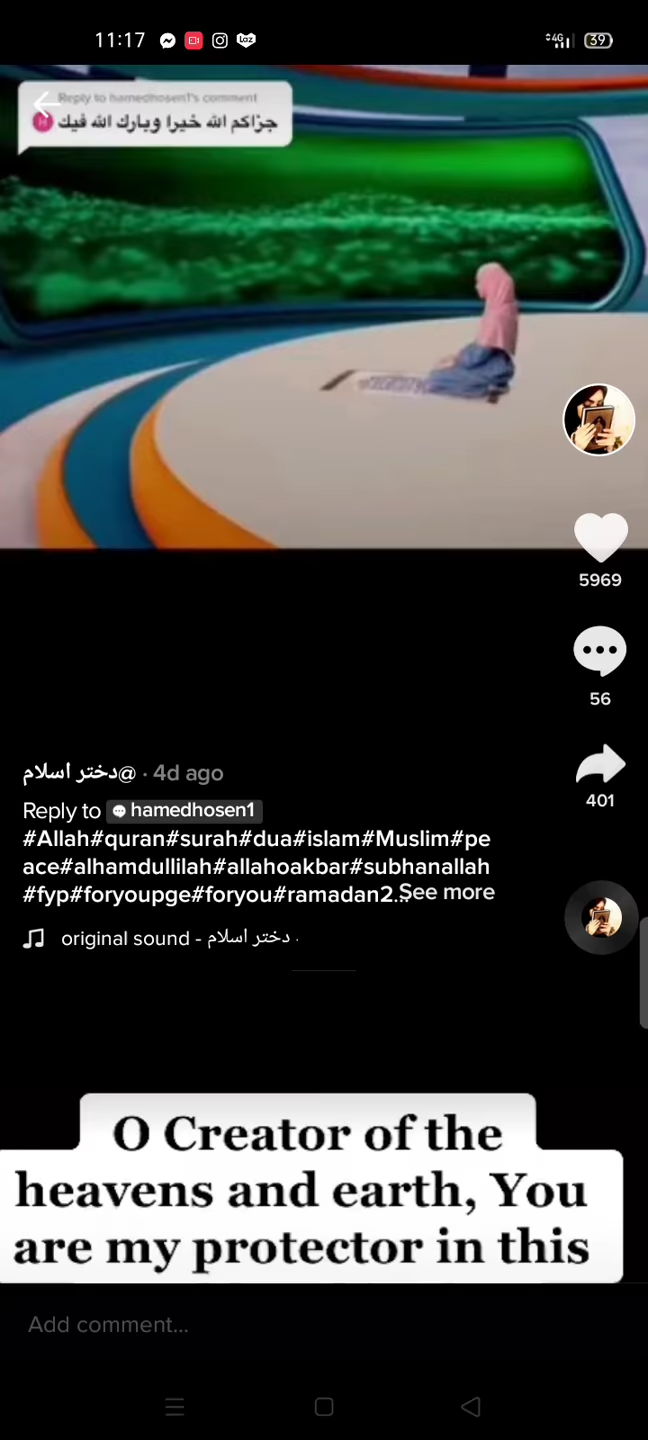 11:17
4G
39
Reply to hamedhosen1's comment
جزاكم الله خيرا وبارك الله فيك
5969
56
401
@دختر اسلام · 4d ago
Reply to hamedhosen1
#Allah#quran#surah#dua#islam#Muslim#pe
ace#alhamdullilah#allahoakbar#subhanallah
#fyp#foryoupge#foryou#ramadan2... See more
original sound - دختر اسلام ·
O Creator of the
heavens and earth, You
are my protector in this
Add comment...